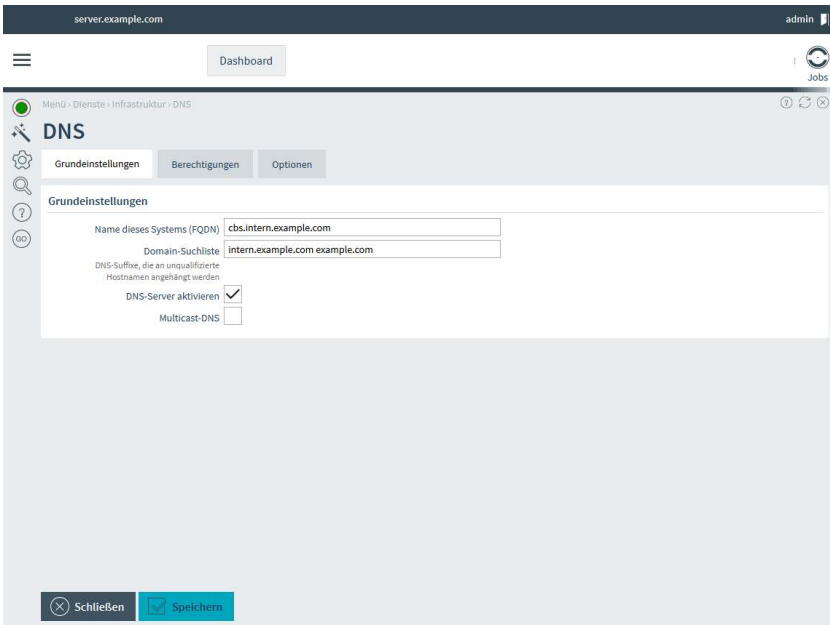 server.example.com
admin
Dashboard
Jobs
Menü › Dienste › Infrastruktur › DNS
DNS
Grundeinstellungen
Berechtigungen
Optionen
Grundeinstellungen
Name dieses Systems (FQDN) cbs.intern.example.com
Domain-Suchliste intern.example.com example.com
DNS-Suffixe, die an unqualifizierte
Hostnamen angehängt werden
DNS-Server aktivieren
Multicast-DNS
GO
Schließen
Speichern